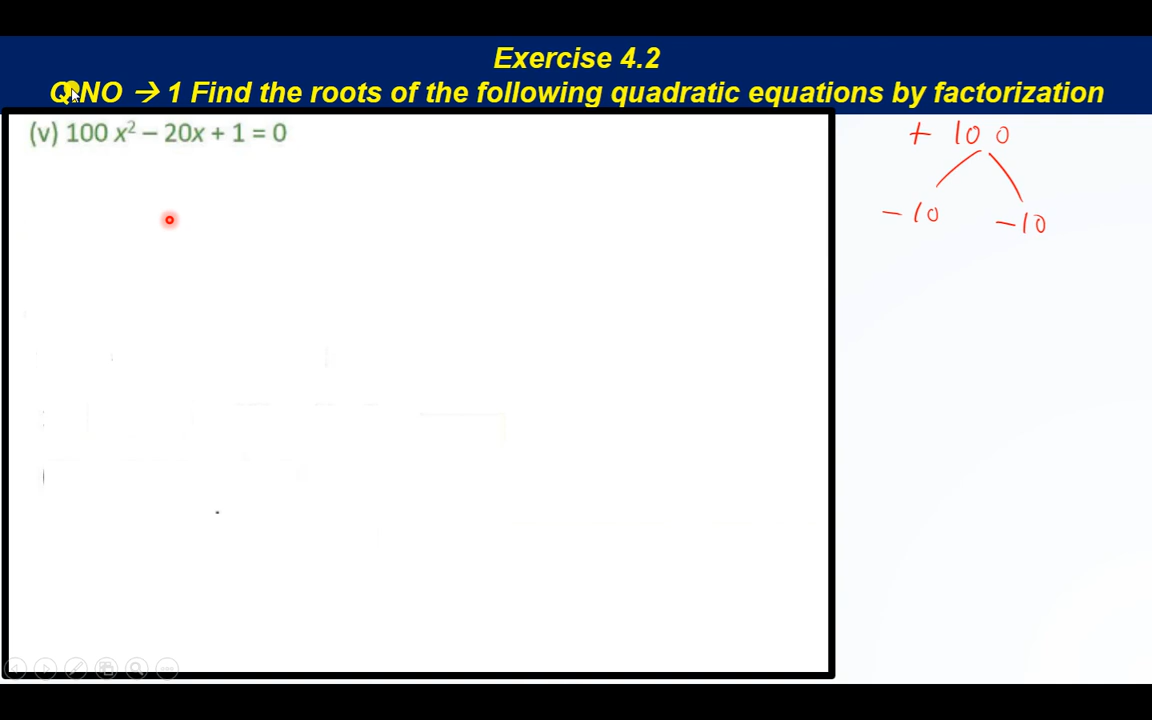 Exercise 4.2
Q.NO → 1 Find the roots of the following quadratic equations by factorization
(v) 100 x² – 20x + 1 = 0
+ 100
–10 –10